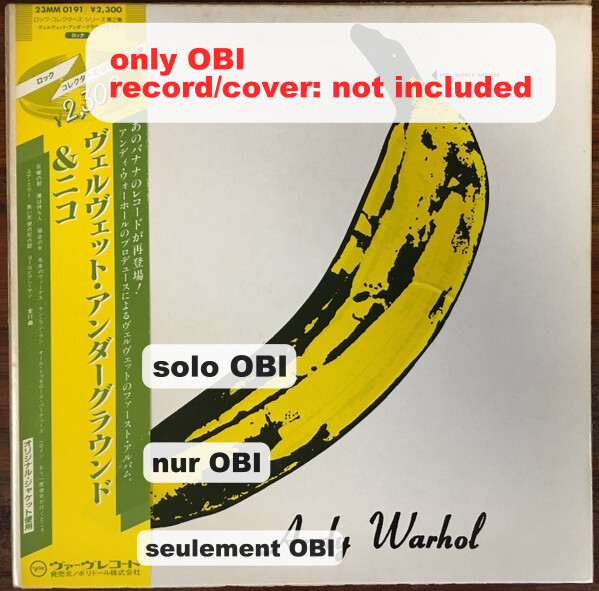 23MM 0191/ ¥2,300
ロック・コレクターズ・シリーズ 第2集
only OBI
record/cover: not included
ロック
コレクターズ
¥2,300
ヴェルヴェット・アンダーグラウンド
&ニコ
あのバナナのレコードが再登場!
アンディ・ウォーホールのプロデュースによるヴェルヴェットのファースト・アルバム。
オリジナル・ジャケット使用
solo OBI
nur OBI
seulement OBI
Andy Warhol
ヴァーヴレコード
発売元/ポリドール株式会社